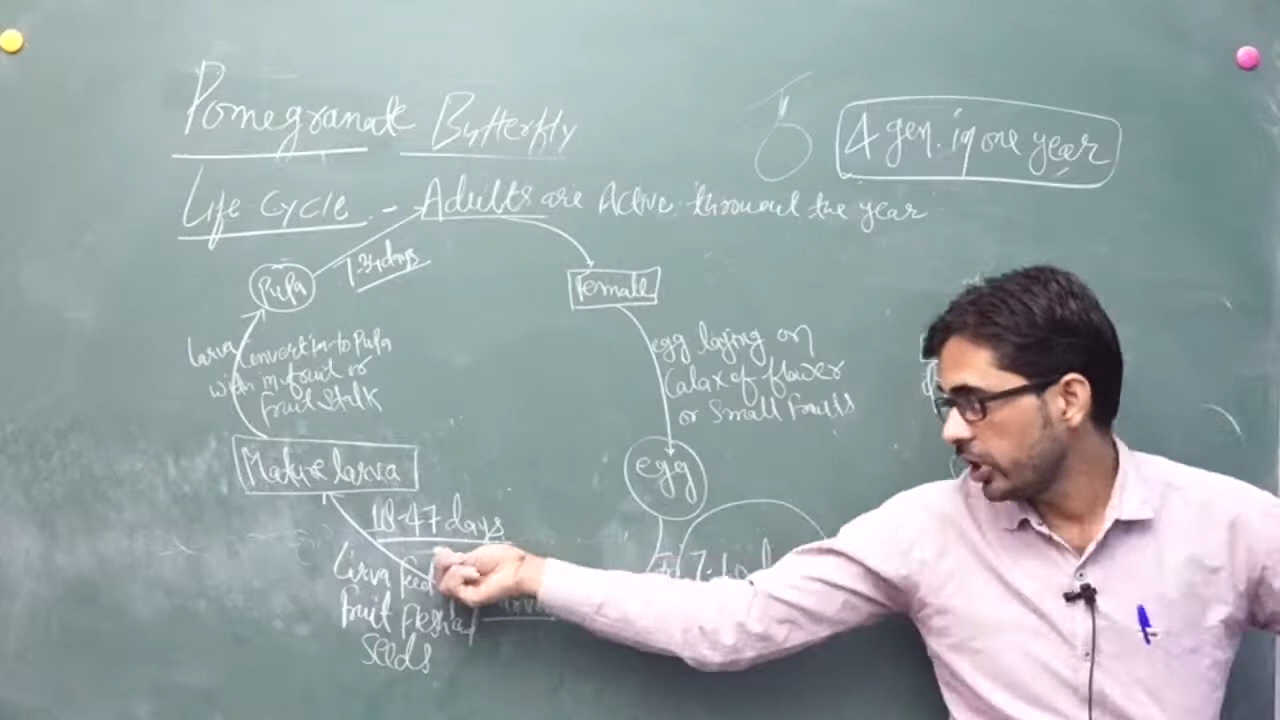 Pomegranate Butterfly
4 gen. in one year
Life Cycle - Adults are Active throuout the year
Pupa
7-34 days
Female
larva Convert in to Pupa
with in fruit or
fruit stalk
egg laying on
Calax of flower
or Small fruits
Mature larva
egg
18-47 days
Larva feed
fruit flesh and
Seeds